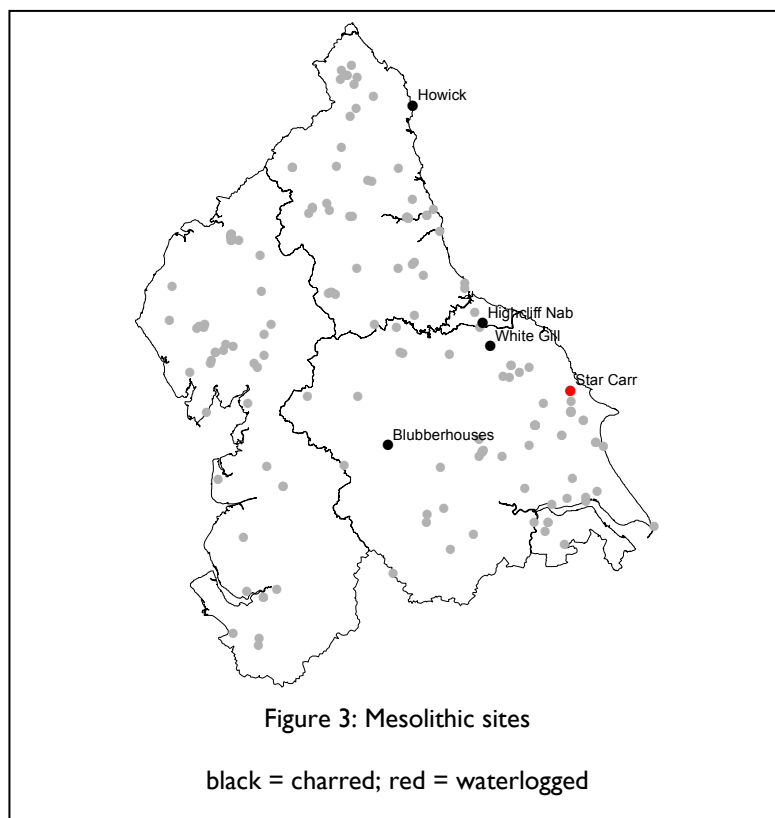 Howick
Highcliff Nab
White Gill
Star Carr
Blubberhouses
Figure 3: Mesolithic sites
black = charred; red = waterlogged